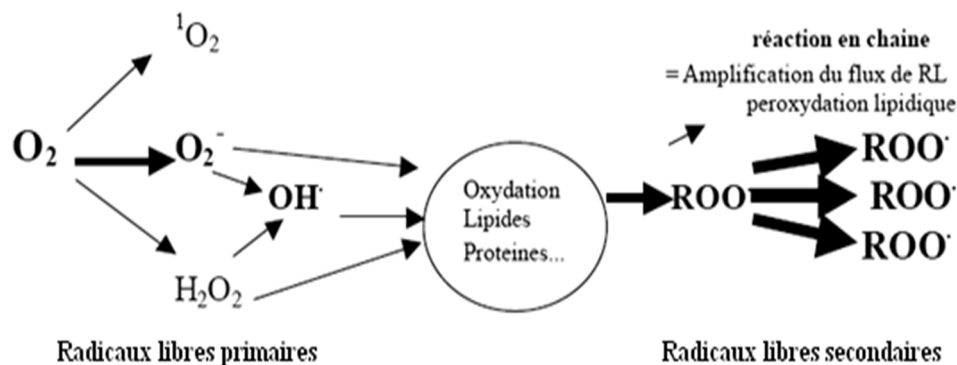 ¹O₂
O₂
O₂⁻
OH·
H₂O₂
Oxydation
Lipides
Proteines...
ROO
réaction en chaine
= Amplification du flux de RL
peroxydation lipidique
ROO·
ROO·
ROO·
Radicaux libres primaires
Radicaux libres secondaires